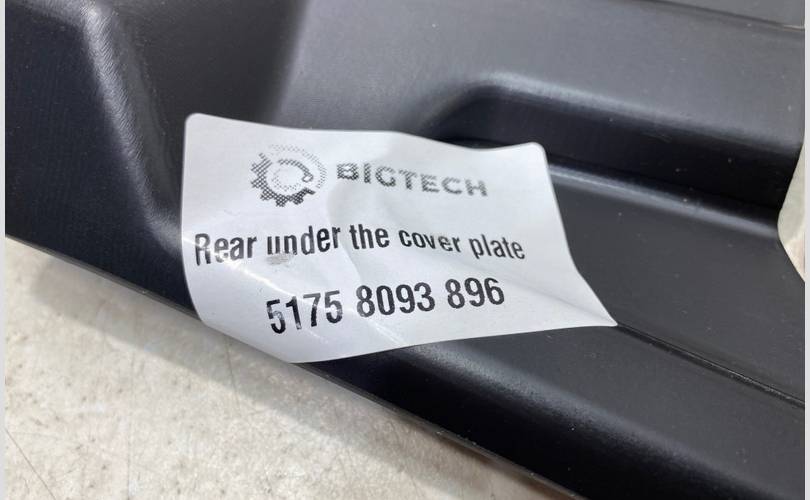 BIGTECH
Rear under the cover plate
5175 8093 896